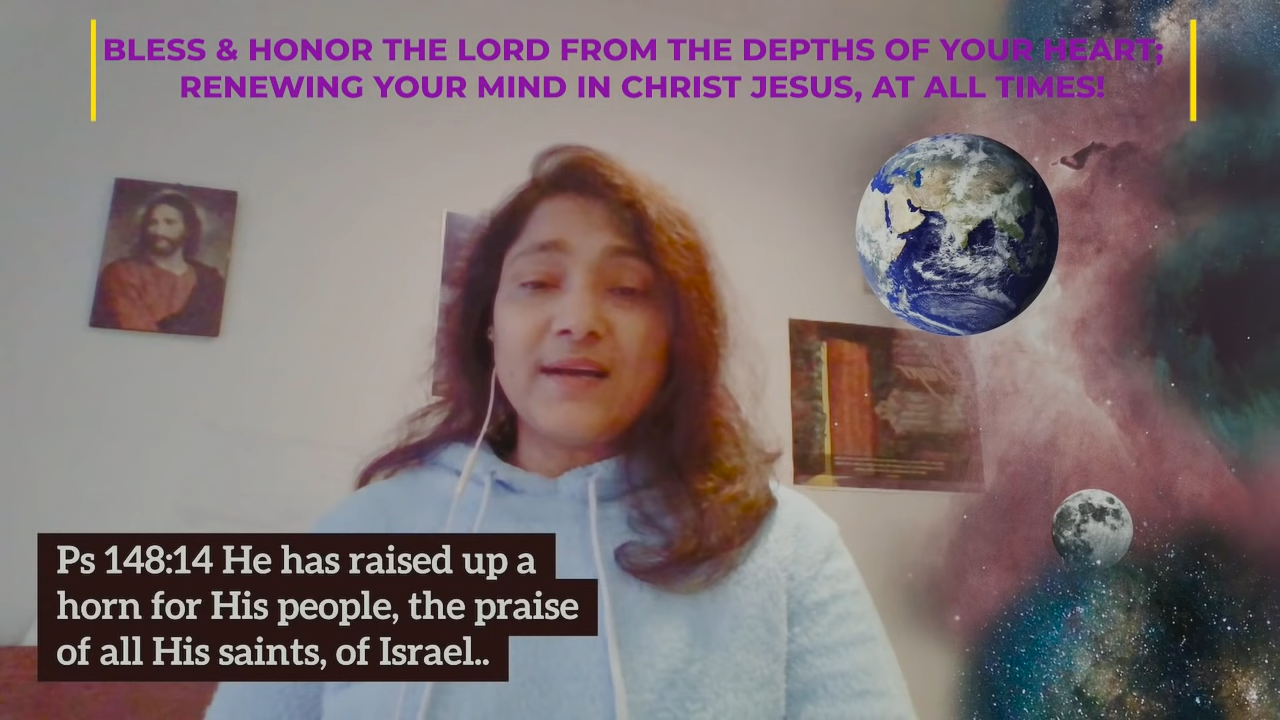 BLESS & HONOR THE LORD FROM THE DEPTHS OF YOUR HEART;
RENEWING YOUR MIND IN CHRIST JESUS, AT ALL TIMES!
Ps 148:14 He has raised up a
horn for His people, the praise
of all His saints, of Israel..